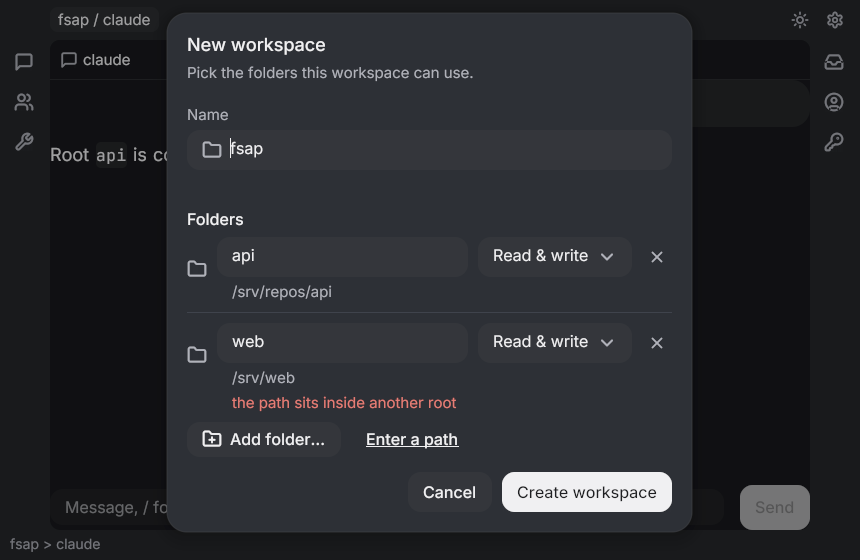 fsap / claude
claude
Root api is co
New workspace
Pick the folders this workspace can use.
Name
fsap
Folders
api
Read & write
/srv/repos/api
web
Read & write
/srv/web
the path sits inside another root
Add folder...
Enter a path
Cancel
Create workspace
Message, / fo
Send
fsap > claude